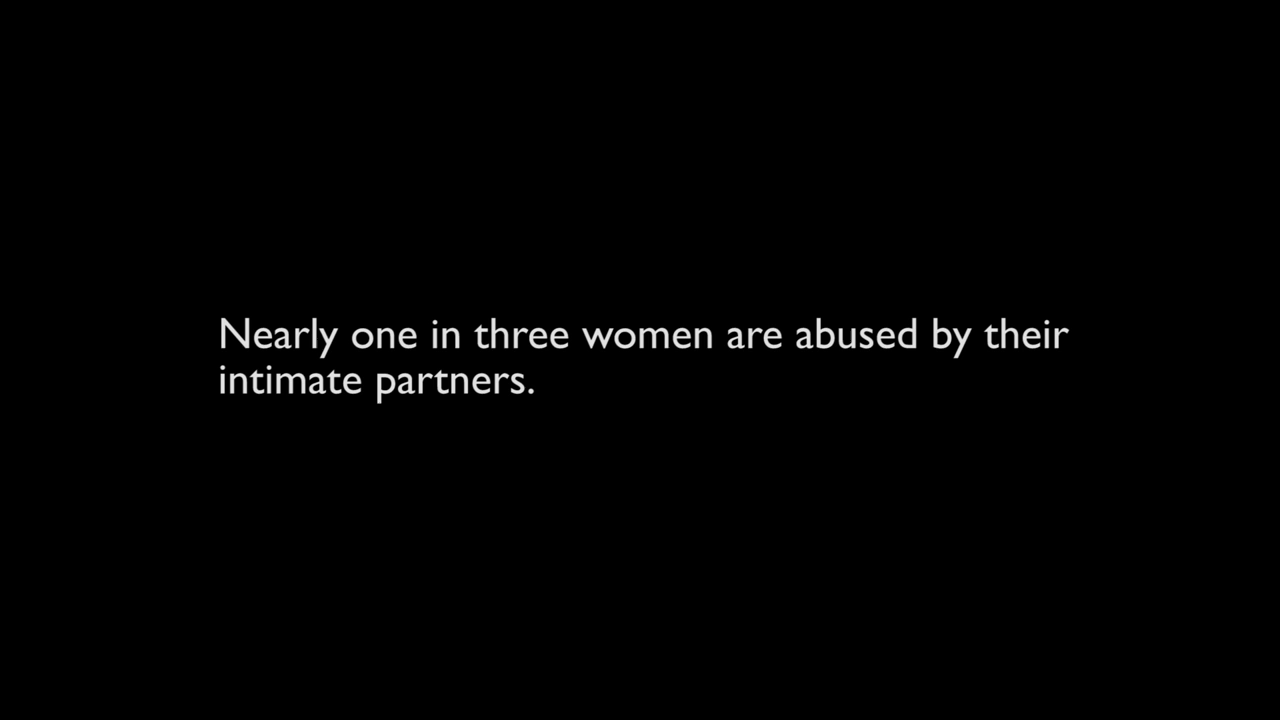 Nearly one in three women are abused by their
intimate partners.